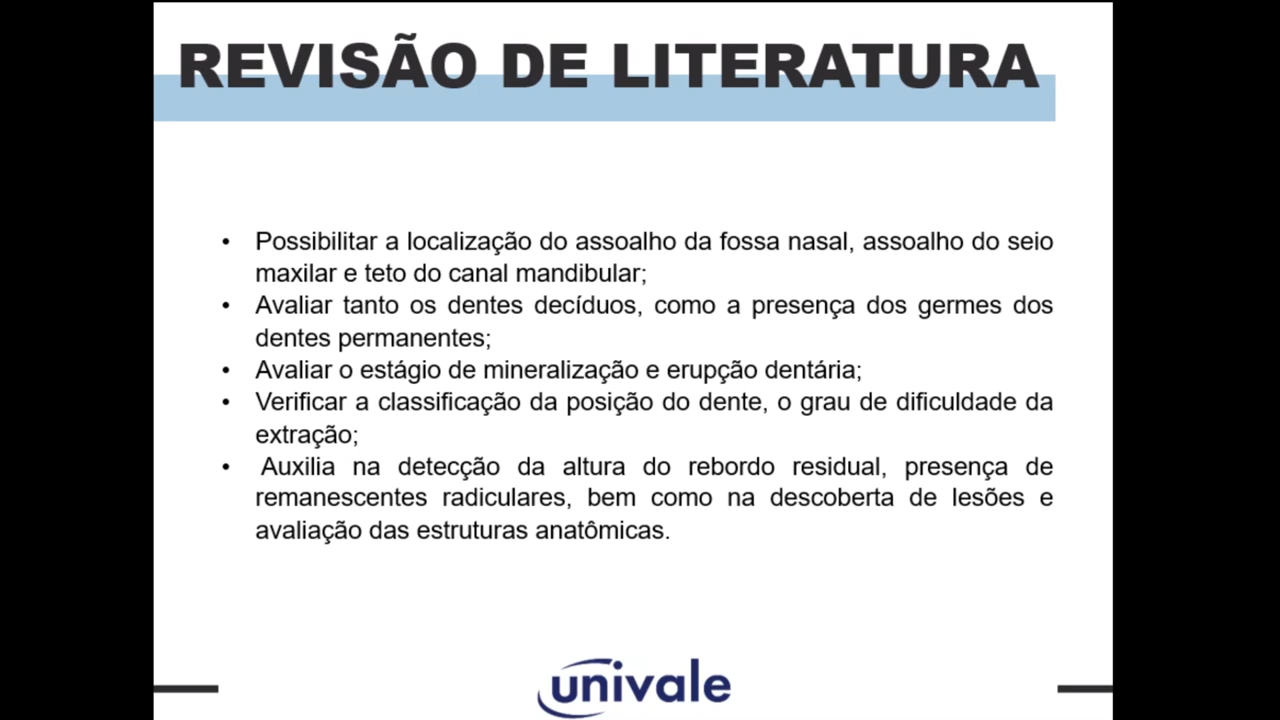 REVISÃO DE LITERATURA
• Possibilitar a localização do assoalho da fossa nasal, assoalho do seio
maxilar e teto do canal mandibular;
• Avaliar tanto os dentes decíduos, como a presença dos germes dos
dentes permanentes;
• Avaliar o estágio de mineralização e erupção dentária;
• Verificar a classificação da posição do dente, o grau de dificuldade da
extração;
• Auxilia na detecção da altura do rebordo residual, presença de
remanescentes radiculares, bem como na descoberta de lesões e
avaliação das estruturas anatômicas.
univale